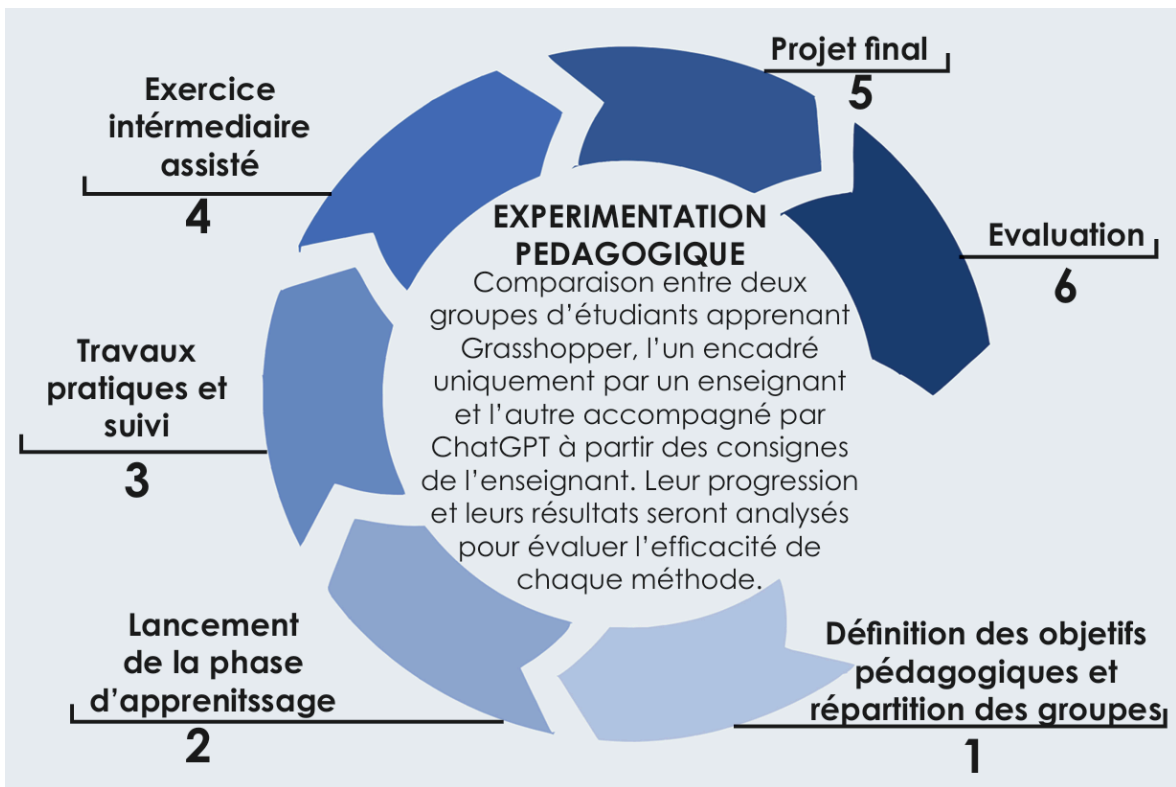 Projet final
5
Exercice
intérmediaire
assisté
4
EXPERIMENTATION
PEDAGOGIQUE
Comparaison entre deux
groupes d’étudiants apprenant
Grasshopper, l’un encadré
uniquement par un enseignant
et l’autre accompagné par
ChatGPT à partir des consignes
de l’enseignant. Leur progression
et leurs résultats seront analysés
pour évaluer l’efficacité de
chaque méthode.
Evaluation
6
Travaux
pratiques et
suivi
3
Lancement
de la phase
d’apprenitssage
2
Définition des objetifs
pédagogiques et
répartition des groupes
1